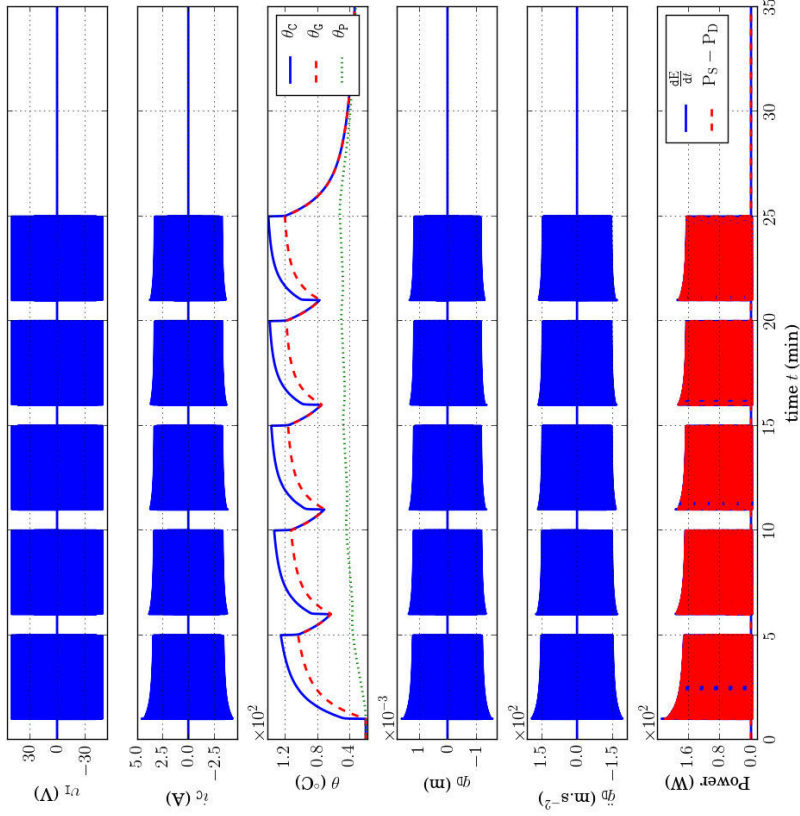 30
0
−30
v_I (V)
5.0
2.5
0.0
−2.5
i_C (A)
×10²
1.2
0.8
0.4
θ (°C)
θ_C
θ_G
θ_P
×10⁻³
1
0
−1
q_D (m)
×10²
1.5
0.0
−1.5
q̈_D (m.s⁻²)
×10²
1.6
0.8
0.0
Power (W)
dE
dt
P_S − P_D
0 5 10 15 20 25 30 35
time t (min)